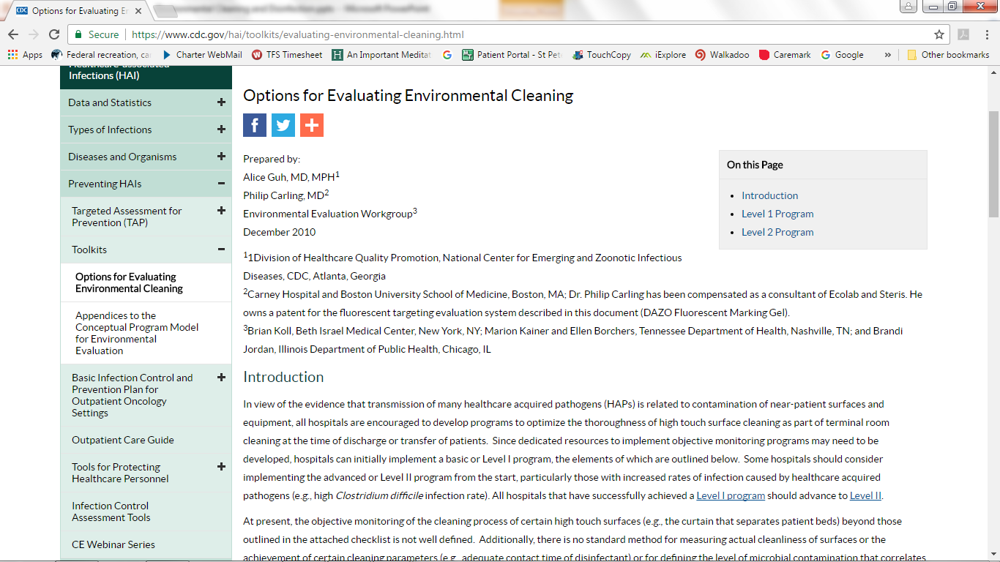 CDC Options for Evaluating Er
Environmental Cleaning and Disinfection.pptx - Microsoft PowerPoint
Secure https://www.cdc.gov/hai/toolkits/evaluating-environmental-cleaning.html
Apps Federal recreation, ca Charter WebMail TFS Timesheet An Important Meditat Patient Portal - St Pet TouchCopy iExplore Walkadoo Caremark Google » Other bookmarks
Healthcare-associated
Infections (HAI)
Data and Statistics
Types of Infections
Diseases and Organisms
Preventing HAIs
Targeted Assessment for
Prevention (TAP)
Toolkits
Options for Evaluating
Environmental Cleaning
Appendices to the
Conceptual Program Model
for Environmental
Evaluation
Basic Infection Control and
Prevention Plan for
Outpatient Oncology
Settings
Outpatient Care Guide
Tools for Protecting
Healthcare Personnel
Infection Control
Assessment Tools
CE Webinar Series
Options for Evaluating Environmental Cleaning
Prepared by:
Alice Guh, MD, MPH1
Philip Carling, MD2
Environmental Evaluation Workgroup3
December 2010
On this Page
Introduction
Level 1 Program
Level 2 Program
11Division of Healthcare Quality Promotion, National Center for Emerging and Zoonotic Infectious
Diseases, CDC, Atlanta, Georgia
2Carney Hospital and Boston University School of Medicine, Boston, MA; Dr. Philip Carling has been compensated as a consultant of Ecolab and Steris. He
owns a patent for the fluorescent targeting evaluation system described in this document (DAZO Fluorescent Marking Gel).
3Brian Koll, Beth Israel Medical Center, New York, NY; Marion Kainer and Ellen Borchers, Tennessee Department of Health, Nashville, TN; and Brandi
Jordan, Illinois Department of Public Health, Chicago, IL
Introduction
In view of the evidence that transmission of many healthcare acquired pathogens (HAPs) is related to contamination of near-patient surfaces and
equipment, all hospitals are encouraged to develop programs to optimize the thoroughness of high touch surface cleaning as part of terminal room
cleaning at the time of discharge or transfer of patients. Since dedicated resources to implement objective monitoring programs may need to be
developed, hospitals can initially implement a basic or Level I program, the elements of which are outlined below. Some hospitals should consider
implementing the advanced or Level II program from the start, particularly those with increased rates of infection caused by healthcare acquired
pathogens (e.g., high Clostridium difficile infection rate). All hospitals that have successfully achieved a Level I program should advance to Level II.
At present, the objective monitoring of the cleaning process of certain high touch surfaces (e.g., the curtain that separates patient beds) beyond those
outlined in the attached checklist is not well defined. Additionally, there is no standard method for measuring actual cleanliness of surfaces or the
achievement of certain cleaning parameters (e.g., adequate contact time of disinfectant) or for defining the level of microbial contamination that correlates